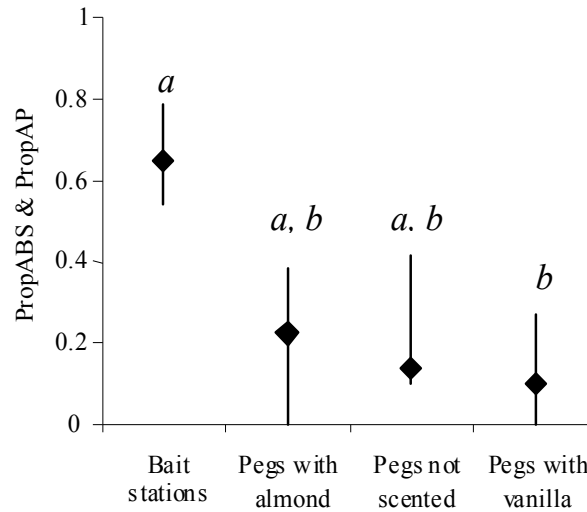 1
0.8
0.6
0.4
0.2
0
PropABS & PropAP
a
a, b
a. b
b
Bait stations
Pegs with almond
Pegs not scented
Pegs with vanilla